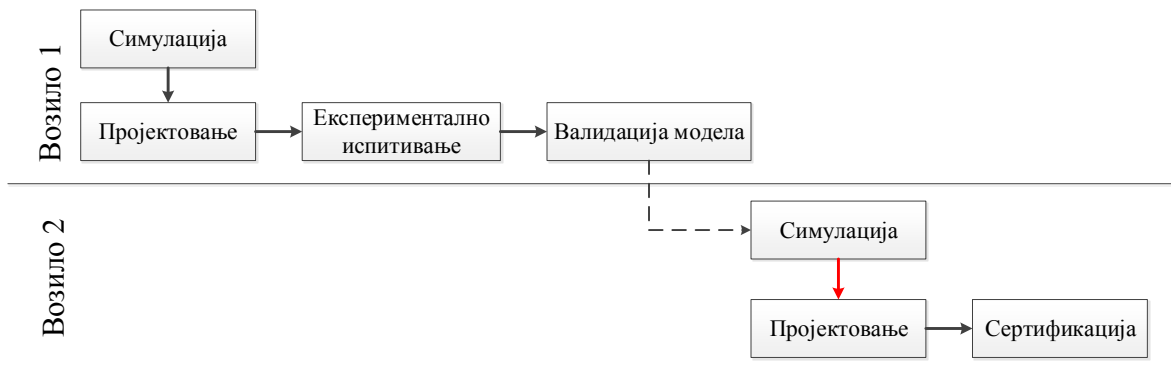 Возило 1
Симулација
Пројектовање
Експериментално
испитивање
Валидација модела
Возило 2
Симулација
Пројектовање
Сертификација